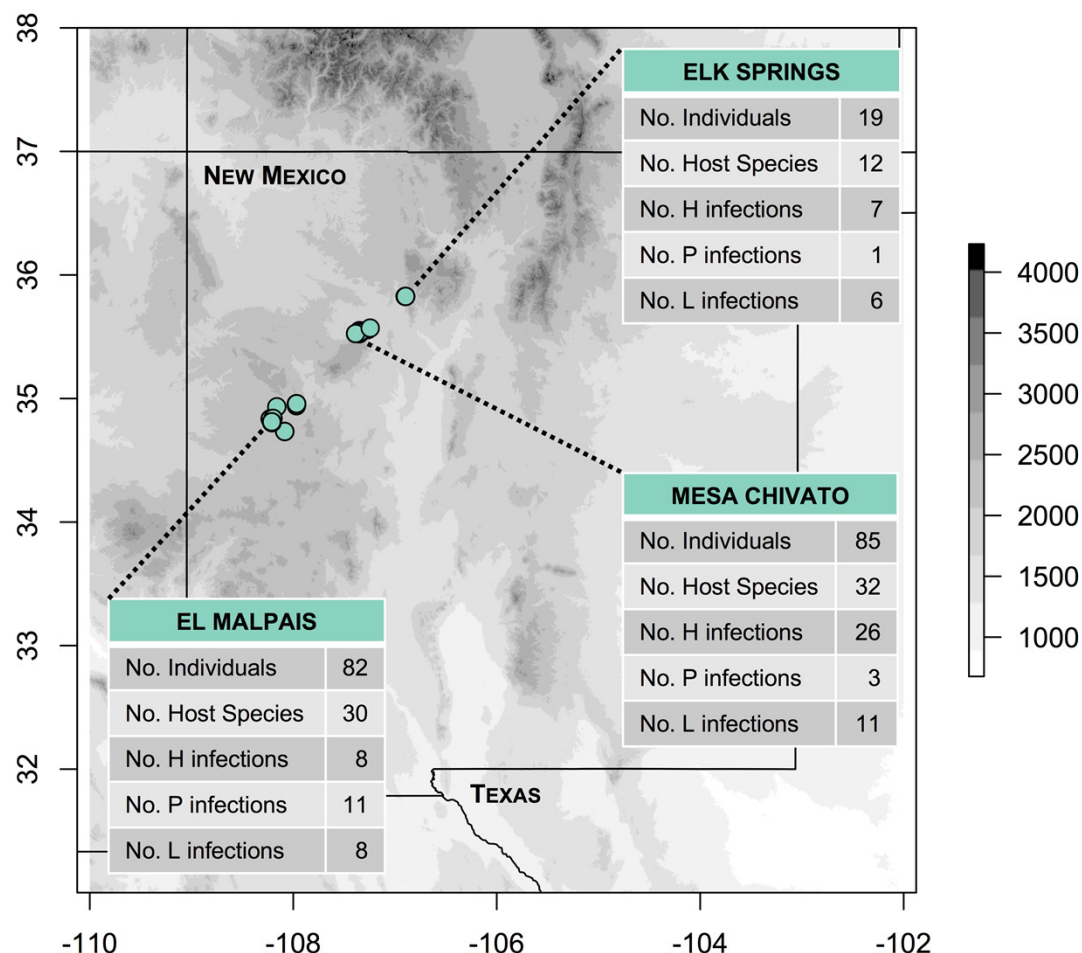 38
37
36
35
34
33
32
-110
-108
-106
-104
-102
NEW MEXICO
TEXAS
ELK SPRINGS
No. Individuals 19
No. Host Species 12
No. H infections 7
No. P infections 1
No. L infections 6
MESA CHIVATO
No. Individuals 85
No. Host Species 32
No. H infections 26
No. P infections 3
No. L infections 11
EL MALPAIS
No. Individuals 82
No. Host Species 30
No. H infections 8
No. P infections 11
No. L infections 8
4000
3500
3000
2500
2000
1500
1000